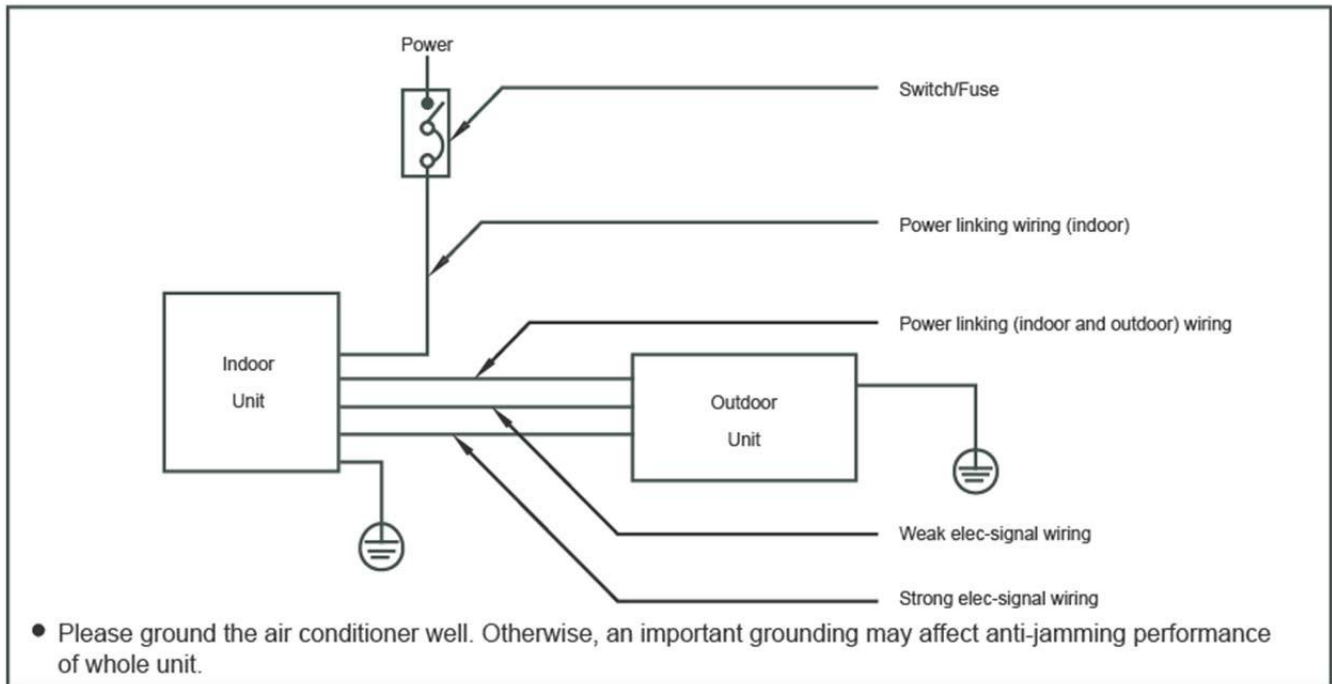 Power
Switch/Fuse
Power linking wiring (indoor)
Power linking (indoor and outdoor) wiring
Indoor
Unit
Outdoor
Unit
Weak elec-signal wiring
Strong elec-signal wiring
● Please ground the air conditioner well. Otherwise, an important grounding may affect anti-jamming performance
of whole unit.